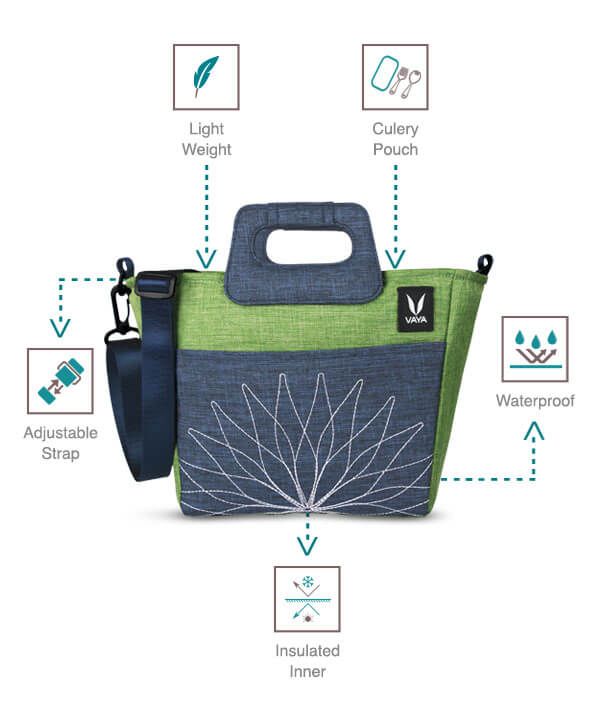 Light
Weight
Culery
Pouch
VAYA
Adjustable
Strap
Waterproof
Insulated
Inner